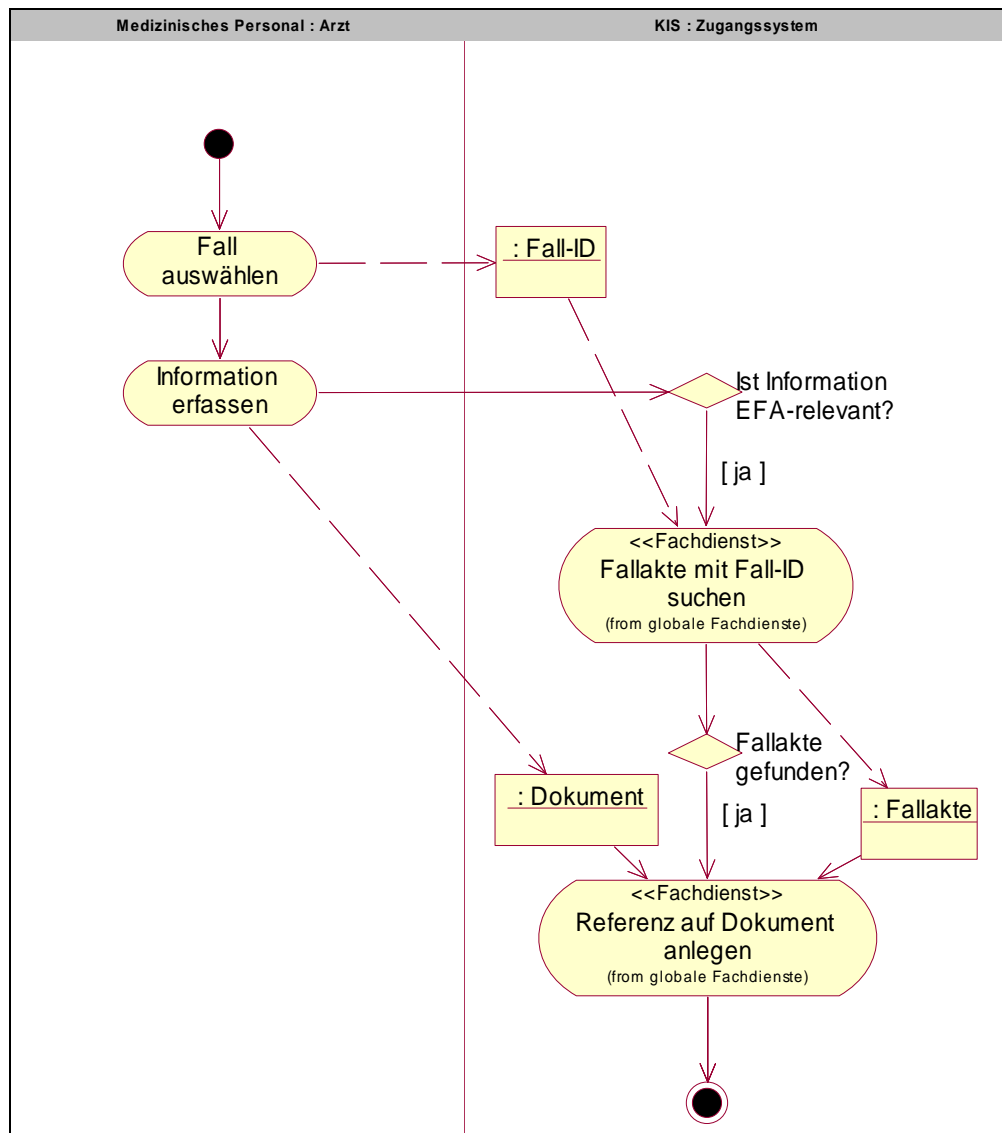 Medizinisches Personal : Arzt
KIS : Zugangssystem
Fall
auswählen
: Fall-ID
Information
erfassen
Ist Information
EFA-relevant?
[ ja ]
<<Fachdienst>>
Fallakte mit Fall-ID
suchen
(from globale Fachdienste)
Fallakte
gefunden?
: Dokument
[ ja ]
: Fallakte
<<Fachdienst>>
Referenz auf Dokument
anlegen
(from globale Fachdienste)